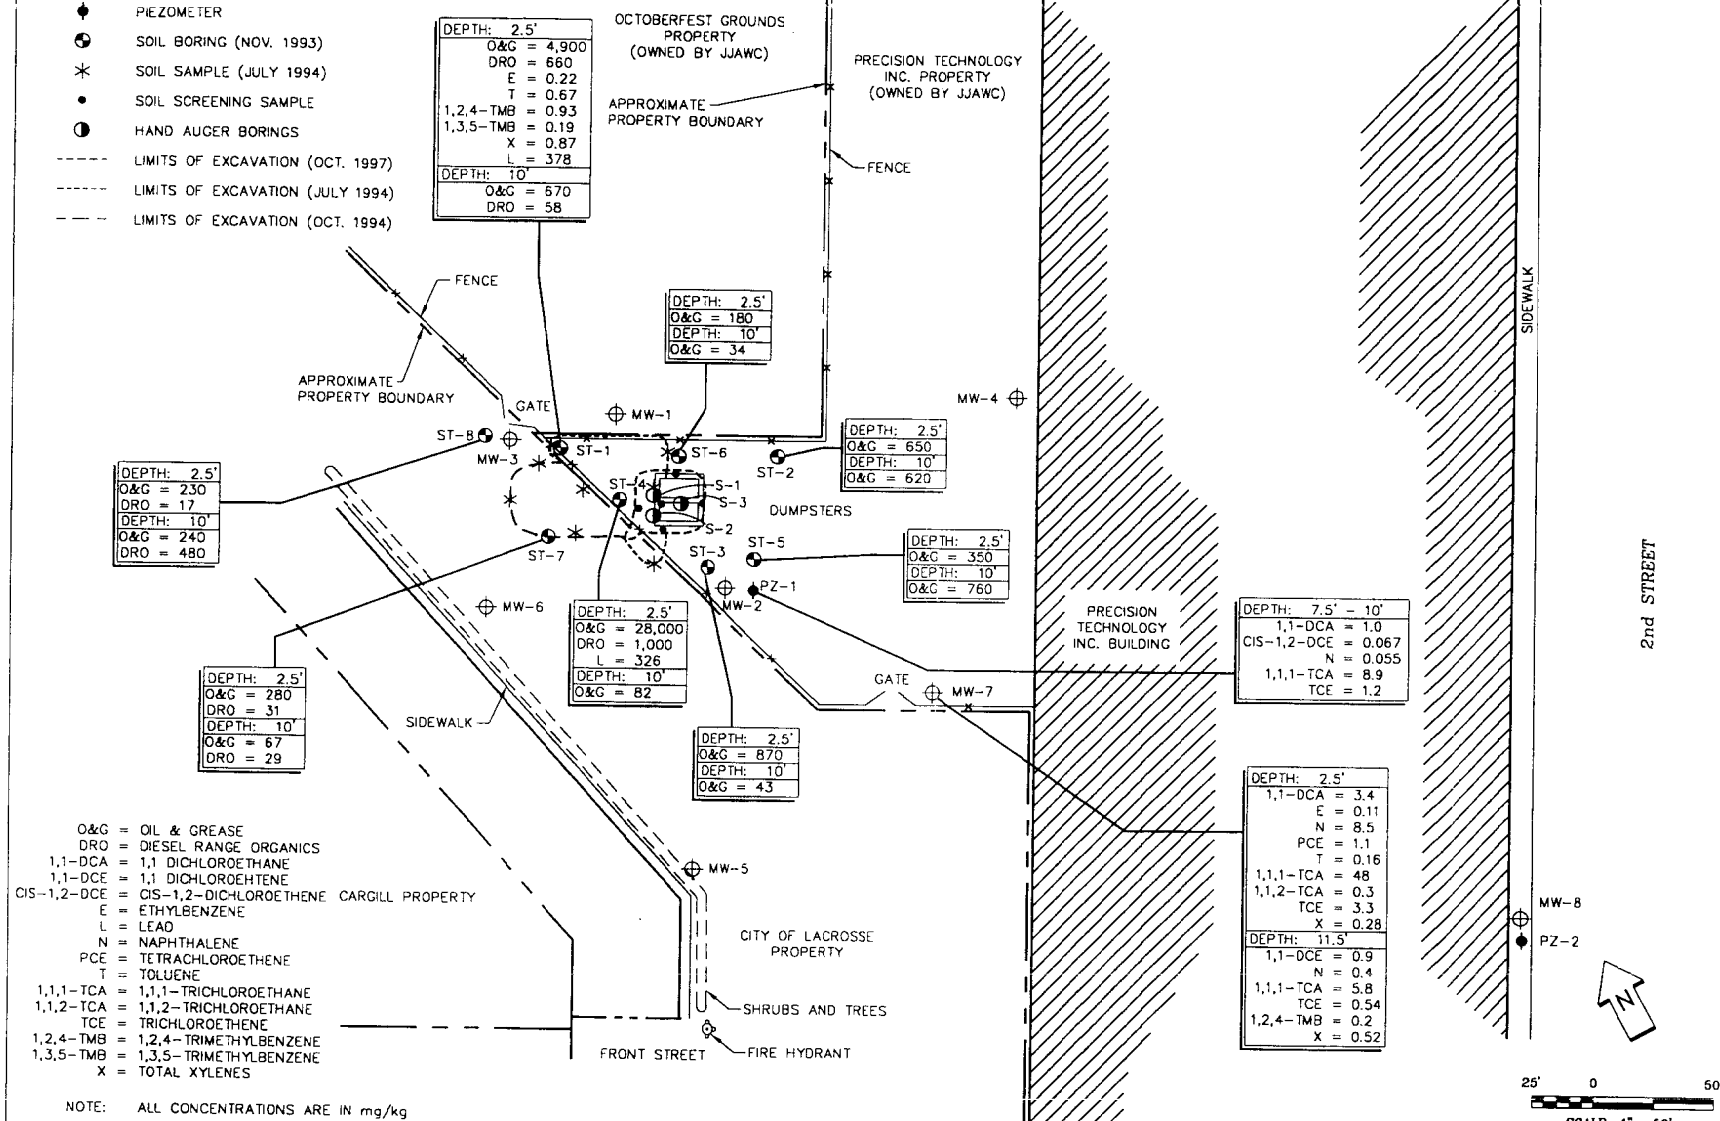 PIEZOMETER
SOIL BORING (NOV. 1993)
SOIL SAMPLE (JULY 1994)
SOIL SCREENING SAMPLE
HAND AUGER BORINGS
LIMITS OF EXCAVATION (OCT. 1997)
LIMITS OF EXCAVATION (JULY 1994)
LIMITS OF EXCAVATION (OCT. 1994)
DEPTH: 2.5'
O&G = 4,900
DRO = 660
E = 0.22
T = 0.67
1,2,4-TMB = 0.93
1,3,5-TMB = 0.19
X = 0.87
L = 378
DEPTH: 10'
O&G = 670
DRO = 58
OCTOBERFEST GROUNDS
PROPERTY
(OWNED BY JJAWC)
PRECISION TECHNOLOGY
INC. PROPERTY
(OWNED BY JJAWC)
APPROXIMATE
PROPERTY BOUNDARY
FENCE
FENCE
APPROXIMATE
PROPERTY BOUNDARY
GATE
DEPTH: 2.5'
O&G = 180
DEPTH: 10'
O&G = 34
MW-1
MW-4
ST-8
MW-3
ST-1
ST-6
ST-2
DEPTH: 2.5'
O&G = 650
DEPTH: 10'
O&G = 620
ST-4
S-1
S-3
S-2
DUMPSTERS
DEPTH: 2.5'
O&G = 230
DRO = 17
DEPTH: 10'
O&G = 240
DRO = 480
ST-7
ST-3
ST-5
DEPTH: 2.5'
O&G = 350
DEPTH: 10'
O&G = 760
MW-6
MW-2
PZ-1
DEPTH: 2.5'
O&G = 28,000
DRO = 1,000
L = 326
DEPTH: 10'
O&G = 82
PRECISION
TECHNOLOGY
INC. BUILDING
DEPTH: 7.5' - 10'
1,1-DCA = 1.0
CIS-1,2-DCE = 0.067
N = 0.055
1,1,1-TCA = 8.9
TCE = 1.2
SIDEWALK
2nd STREET
DEPTH: 2.5'
O&G = 280
DRO = 31
DEPTH: 10'
O&G = 67
DRO = 29
SIDEWALK
GATE
MW-7
DEPTH: 2.5'
O&G = 870
DEPTH: 10'
O&G = 43
DEPTH: 2.5'
1,1-DCA = 3.4
E = 0.11
N = 8.5
PCE = 1.1
T = 0.16
1,1,1-TCA = 48
1,1,2-TCA = 0.3
TCE = 3.3
X = 0.28
DEPTH: 11.5'
1,1-DCE = 0.9
N = 0.4
1,1,1-TCA = 5.8
TCE = 0.54
1,2,4-TMB = 0.2
X = 0.52
MW-5
MW-8
PZ-2
O&G = OIL & GREASE
DRO = DIESEL RANGE ORGANICS
1,1-DCA = 1,1 DICHLOROETHANE
1,1-DCE = 1,1 DICHLOROEHTENE
CIS-1,2-DCE = CIS-1,2-DICHLOROETHENE
E = ETHYLBENZENE
L = LEAD
N = NAPHTHALENE
PCE = TETRACHLOROETHENE
T = TOLUENE
1,1,1-TCA = 1,1,1-TRICHLOROETHANE
1,1,2-TCA = 1,1,2-TRICHLOROETHANE
TCE = TRICHLOROETHENE
1,2,4-TMB = 1,2,4-TRIMETHYLBENZENE
1,3,5-TMB = 1,3,5-TRIMETHYLBENZENE
X = TOTAL XYLENES
CARGILL PROPERTY
CITY OF LACROSSE
PROPERTY
SHRUBS AND TREES
FRONT STREET
FIRE HYDRANT
NOTE: ALL CONCENTRATIONS ARE IN mg/kg
N
25' 0 50